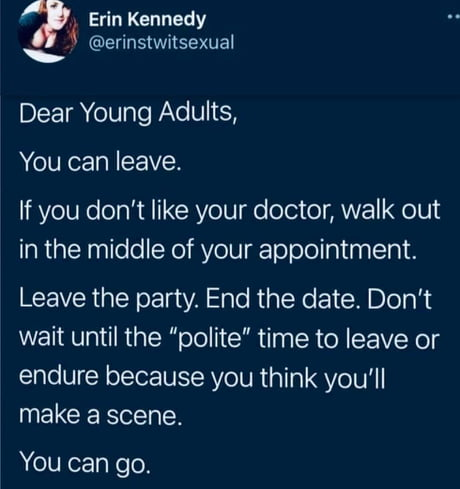 Erin Kennedy
@erinstwitsexual
Dear Young Adults,
You can leave.
If you don’t like your doctor, walk out
in the middle of your appointment.
Leave the party. End the date. Don’t
wait until the “polite” time to leave or
endure because you think you’ll
make a scene.
You can go.